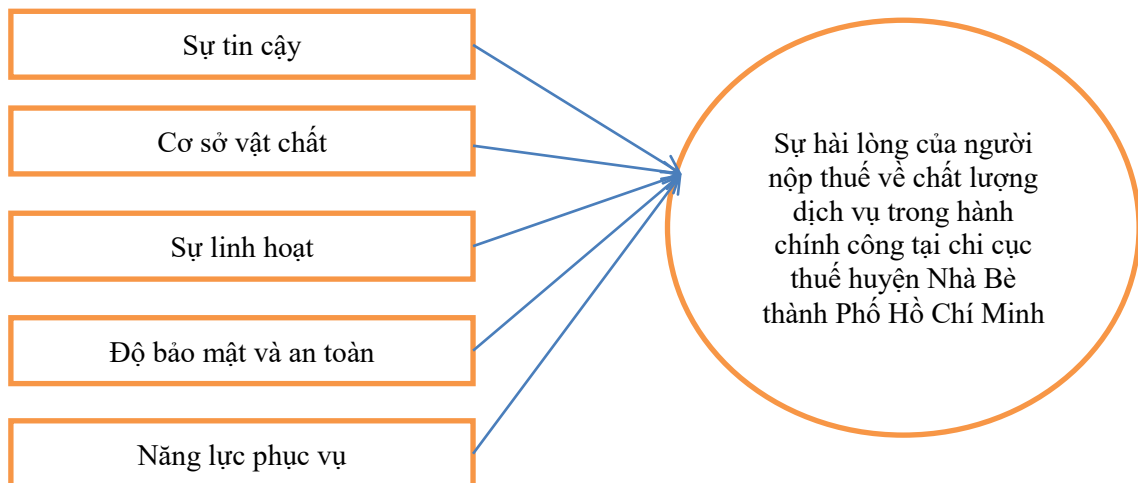 Sự tin cậy
Cơ sở vật chất
Sự linh hoạt
Độ bảo mật và an toàn
Năng lực phục vụ
Sự hài lòng của người
nộp thuế về chất lượng
dịch vụ trong hành
chính công tại chi cục
thuế huyện Nhà Bè
thành Phố Hồ Chí Minh